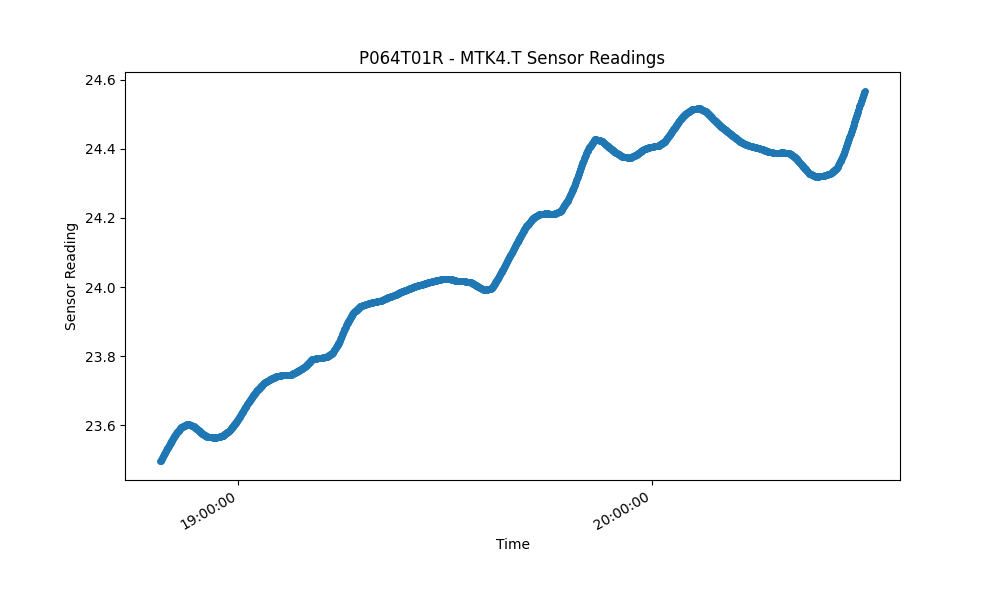 P064T01R - MTK4.T Sensor Readings
24.6
24.4
24.2
24.0
23.8
23.6
Sensor Reading
19:00:00
20:00:00
Time